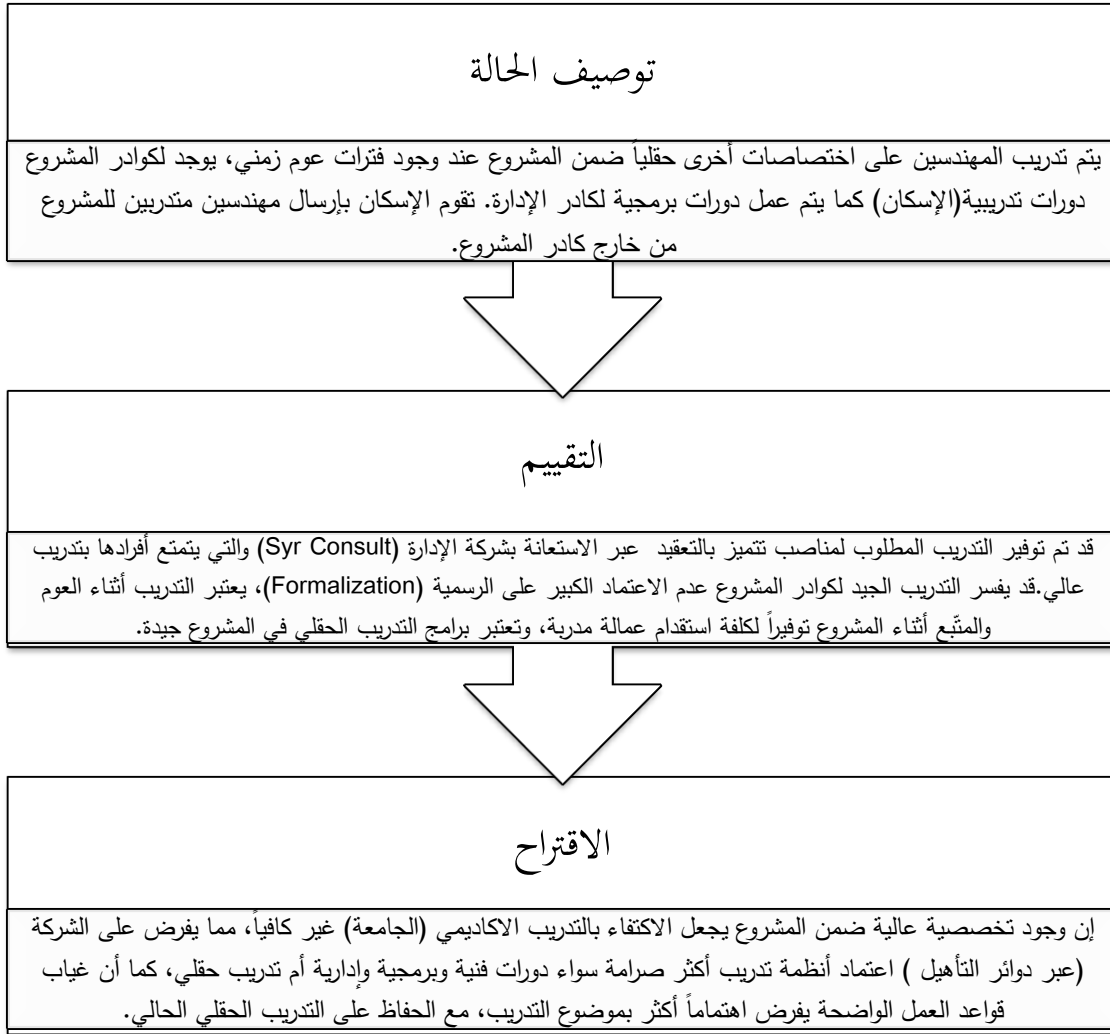 توصيف الحالة
يتم تدريب المهندسين على اختصاصات أخرى حقلياً ضمن المشروع عند وجود فترات عوم زمني، يوجد لكوادر المشروع
دورات تدريبية(الإسكان) كما يتم عمل دورات برمجية لكادر الإدارة. تقوم الإسكان بإرسال مهندسين متدربين للمشروع
من خارج كادر المشروع.
التقييم
قد تم توفير التدريب المطلوب لمناصب تتميز بالتعقيد عبر الاستعانة بشركة الإدارة (Syr Consult) والتي يتمتع أفرادها بتدريب
عالي.قد يفسر التدريب الجيد لكوادر المشروع عدم الاعتماد الكبير على الرسمية (Formalization)، يعتبر التدريب أثناء العوم
والمتّبع أثناء المشروع توفيراً لكلفة استقدام عمالة مدربة، وتعتبر برامج التدريب الحقلي في المشروع جيدة.
الاقتراح
إن وجود تخصصية عالية ضمن المشروع يجعل الاكتفاء بالتدريب الاكاديمي (الجامعة) غير كافياً، مما يفرض على الشركة
(عبر دوائر التأهيل ) اعتماد أنظمة تدريب أكثر صرامة سواء دورات فنية وبرمجية وإدارية أم تدريب حقلي، كما أن غياب
قواعد العمل الواضحة يفرض اهتماماً أكثر بموضوع التدريب، مع الحفاظ على التدريب الحقلي الحالي.